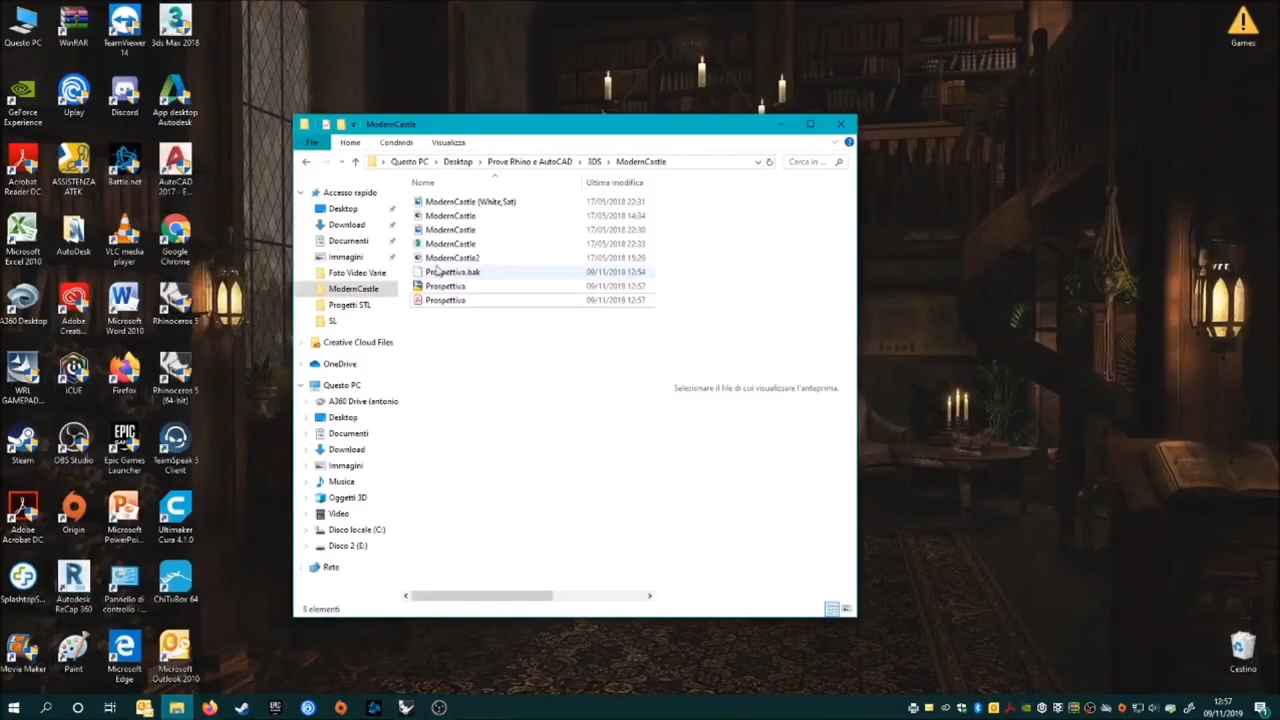 Questo PC
WinRAR
TeamViewer 14
3ds Max 2018
Games
GeForce Experience
Uplay
Discord
App desktop Autodesk
Acrobat Reader DC
ASSISTENZA ATEK
Battle.net
AutoCAD 2017 - E...
Microsoft Excel 2010
AutoDesk
VLC media player
Google Chrome
A360 Desktop
Adobe Creati...
Microsoft Word 2010
Rhinoceros 5
WRL GAMEPAD...
iCUE
Firefox
Rhinoceros 5 (64-bit)
Steam
OBS Studio
Epic Games Launcher
TeamSpeak 3 Client
Adobe Acrobat DC
Origin
Microsoft PowerPoi...
Ultimaker Cura 4.1.0
SplashtopS...
Autodesk ReCap 360
Pannello di controllo - ...
ChiTuBox 64
Movie Maker
Paint
Microsoft Edge
Microsoft Outlook 2010
Cestino
ModernCastle
File Home Condividi Visualizza
Questo PC > Desktop > Prove Rhino e AutoCAD > 3DS > ModernCastle
Cerca in ...
Nome Ultima modifica
ModernCastle (White,Sat) 17/05/2018 22:31
ModernCastle 17/05/2018 14:34
ModernCastle 17/05/2018 22:30
ModernCastle 17/05/2018 22:33
ModernCastle2 17/05/2018 15:29
Prospettiva.bak 09/11/2019 12:54
Prospettiva 09/11/2019 12:57
Prospettiva 09/11/2019 12:57
Accesso rapido
Desktop
Download
Documenti
Immagini
Foto Video Varie
ModernCastle
Progetti STL
SL
Creative Cloud Files
OneDrive
Questo PC
A360 Drive (antonio
Desktop
Documenti
Download
Immagini
Musica
Oggetti 3D
Video
Disco locale (C:)
Disco 2 (E:)
Rete
Selezionare il file di cui visualizzare l'anteprima.
8 elementi
12:57
09/11/2019